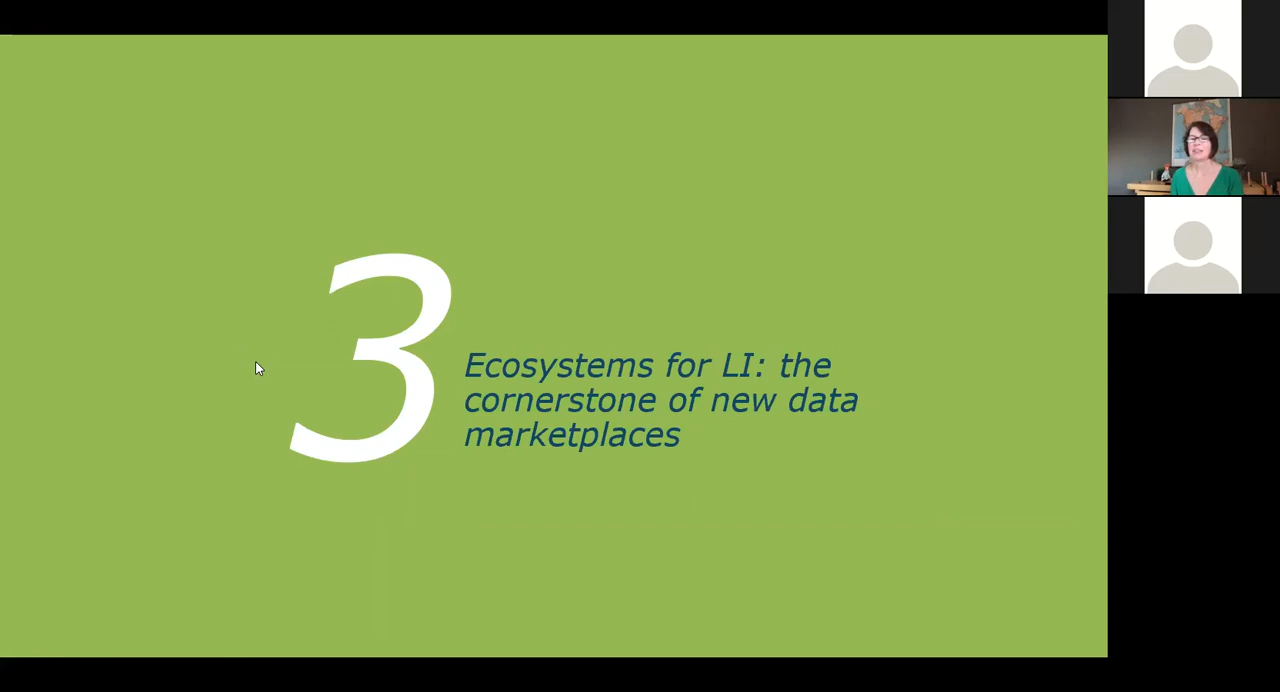 3
Ecosystems for LI: the
cornerstone of new data
marketplaces